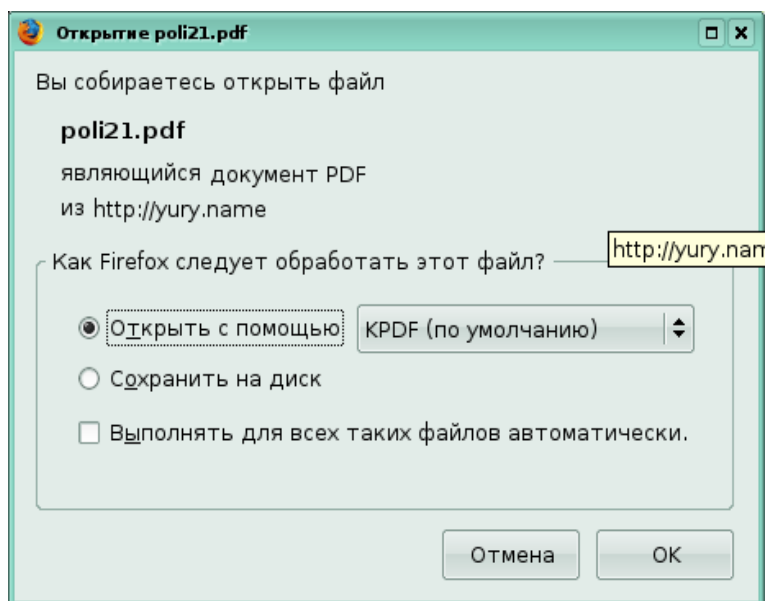 Открытие poli21.pdf
Вы собираетесь открыть файл
poli21.pdf
являющийся документ PDF
из http://yury.name
http://yury.nam
Как Firefox следует обработать этот файл?
Открыть с помощью KPDF (по умолчанию)
Сохранить на диск
Выполнять для всех таких файлов автоматически.
Отмена OK